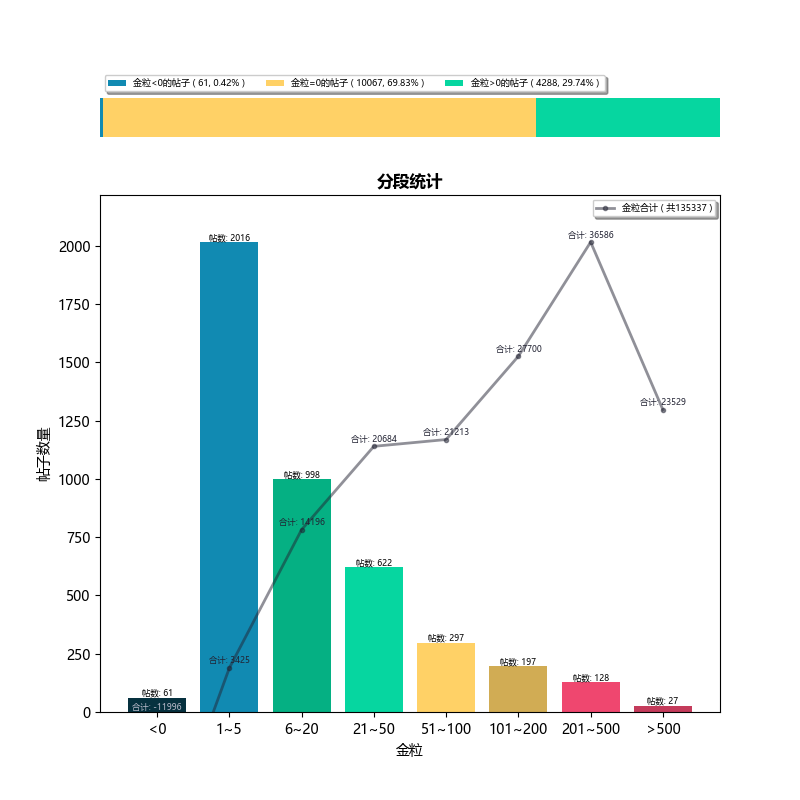 金粒<0的帖子 ( 61, 0.42% ) 金粒=0的帖子 ( 10067, 69.83% ) 金粒>0的帖子 ( 4288, 29.74% )
分段统计
金粒合计 ( 共135337 )
合计: 36586
帖数: 2016
2000
1750
合计: 27700
1500
合计: 23529
1250
合计: 21213
合计: 20684
帖子数量
1000
帖数: 998
合计: 14196
750
帖数: 622
500
帖数: 297
250
合计: 3425
帖数: 197
帖数: 128
帖数: 61
帖数: 27
合计: -11996
0
<0 1~5 6~20 21~50 51~100 101~200 201~500 >500
金粒